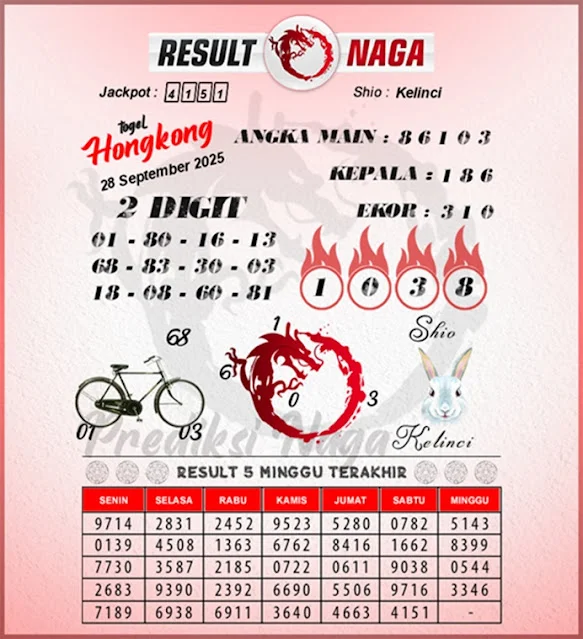 RESULT NAGA
Jackpot : 4151
Shio : Kelinci
togel
Hongkong
28 September 2025
ANGKA MAIN : 8 6 1 0 3
KEPALA : 1 8 6
EKOR : 3 1 0
2 DIGIT
01 - 80 - 16 - 13
68 - 83 - 30 - 03
18 - 08 - 60 - 81
1 0 3 8
68
01
03
1
6
0
3
Shio
Kelinci
Prediksi Naga
RESULT 5 MINGGU TERAKHIR
SENIN SELASA RABU KAMIS JUMAT SABTU MINGGU
9714 2831 2452 9523 5280 0782 5143
0139 4508 1363 6762 8416 1662 8399
7730 3587 2185 0722 0611 9038 0544
2683 9390 2392 6690 5506 9716 3346
7189 6938 6911 3640 4663 4151 -